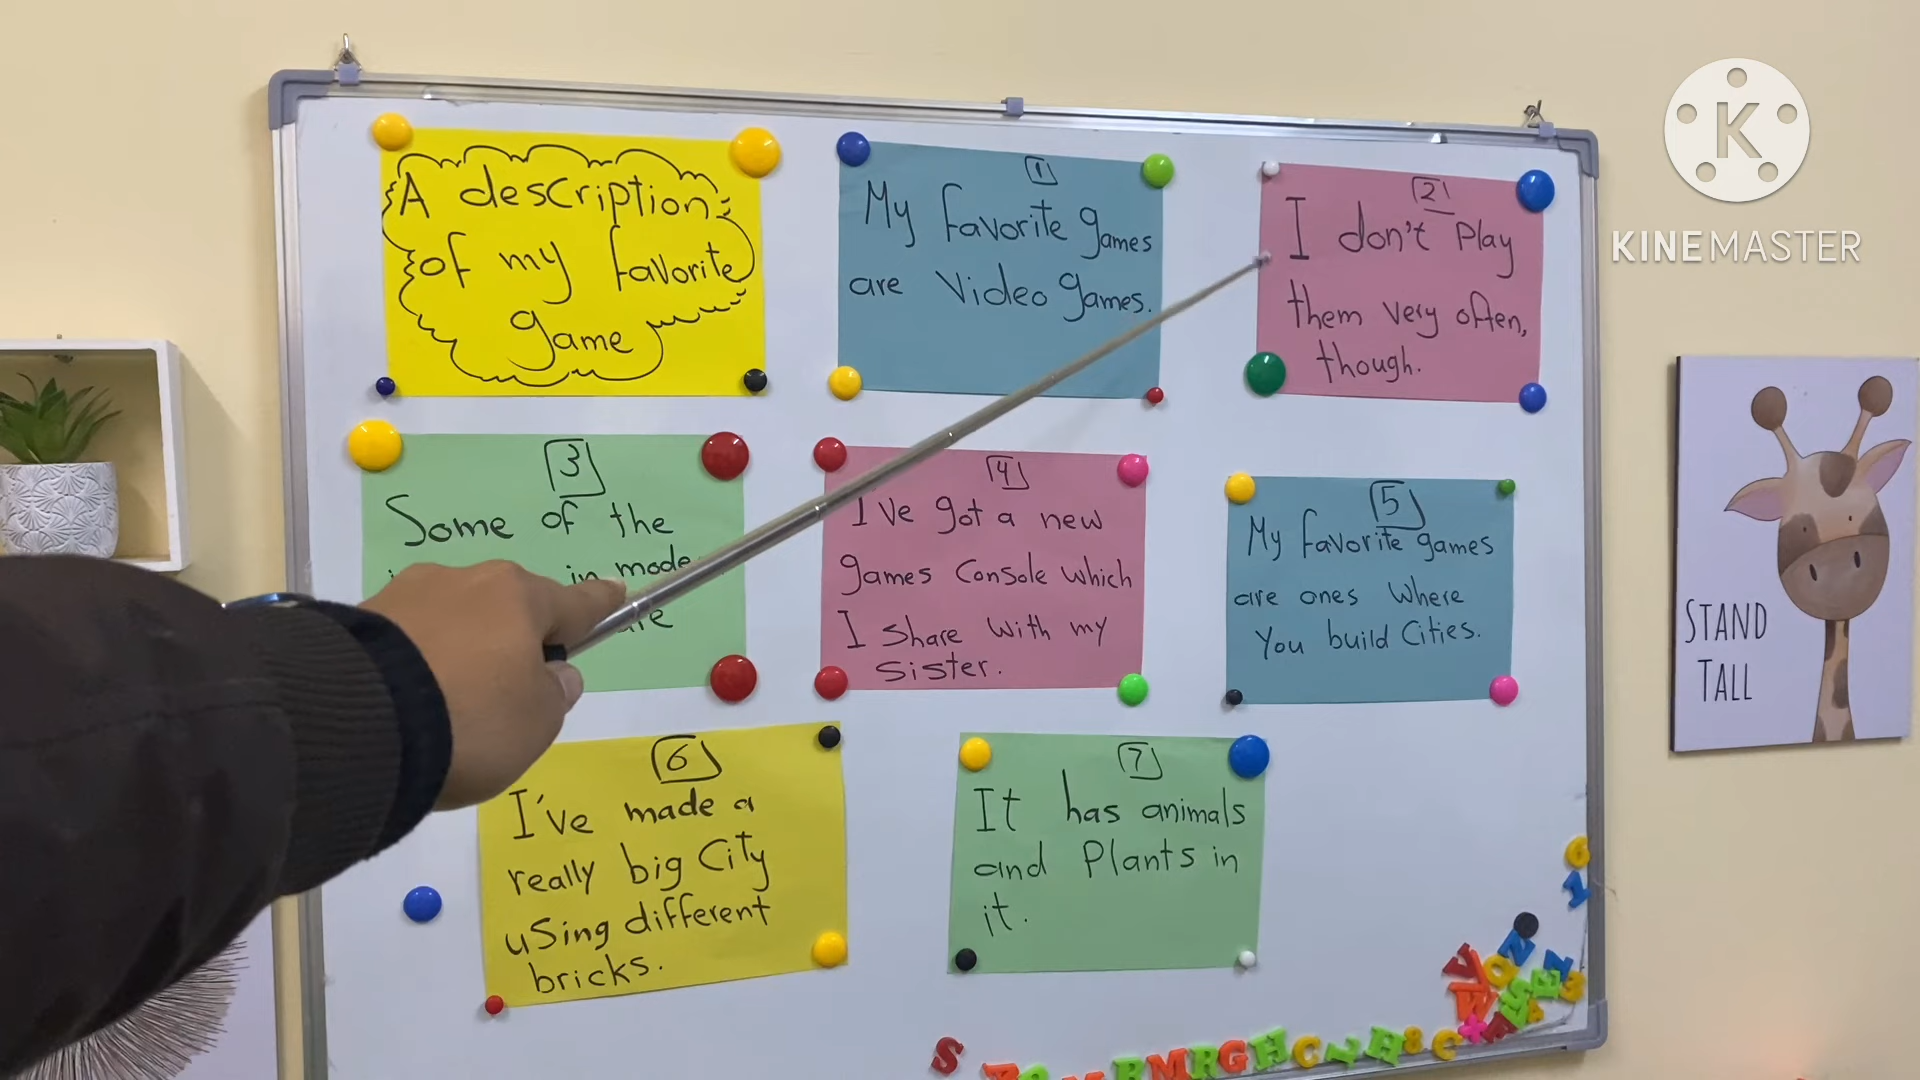 A description
of my favorite
game
1
My favorite games
are Video games.
2
I don't Play
them very often,
though.
3
Some of the
in mode
are
4
I've got a new
games Console which
I share with my
sister.
5
My favorite games
are ones where
You build Cities.
6
I've made a
really big City
using different
bricks.
7
It has animals
and Plants in
it.
K
KINEMASTER
STAND
TALL